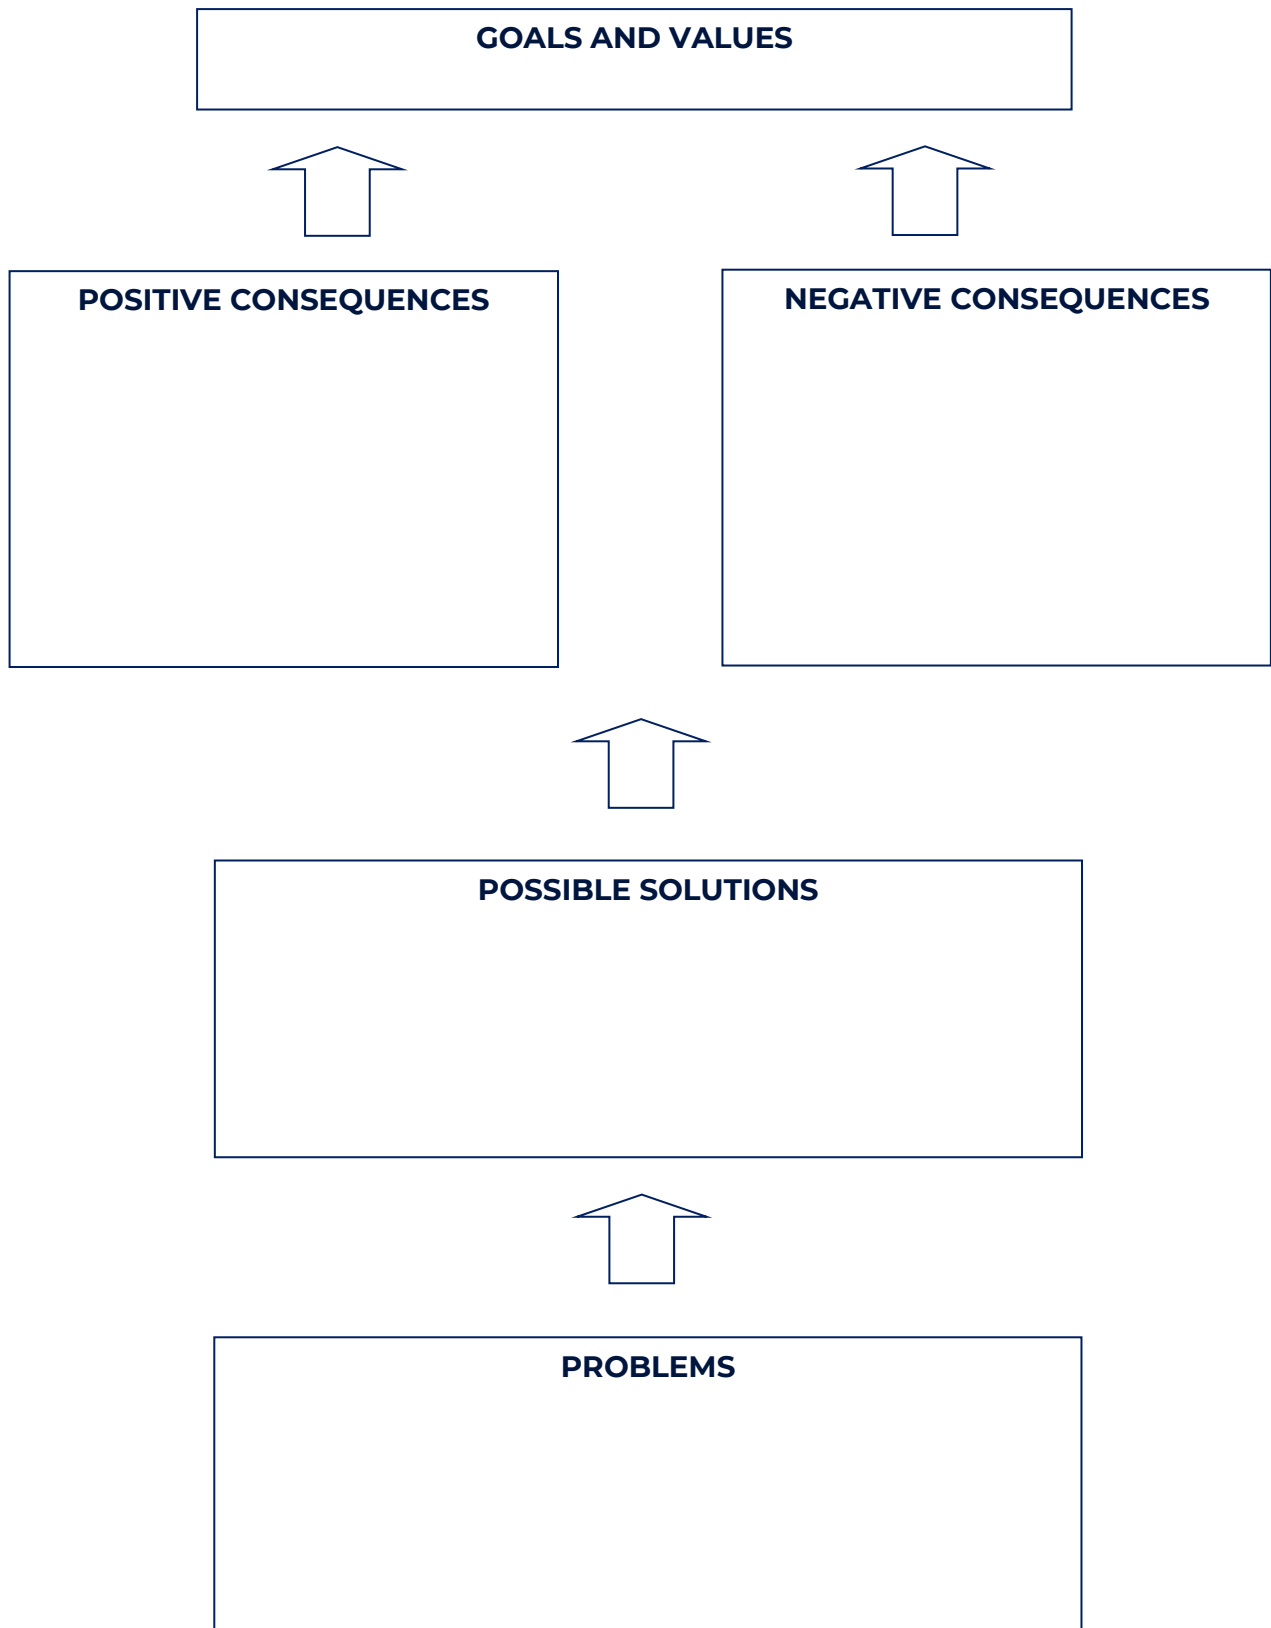 GOALS AND VALUES
POSITIVE CONSEQUENCES
NEGATIVE CONSEQUENCES
POSSIBLE SOLUTIONS
PROBLEMS